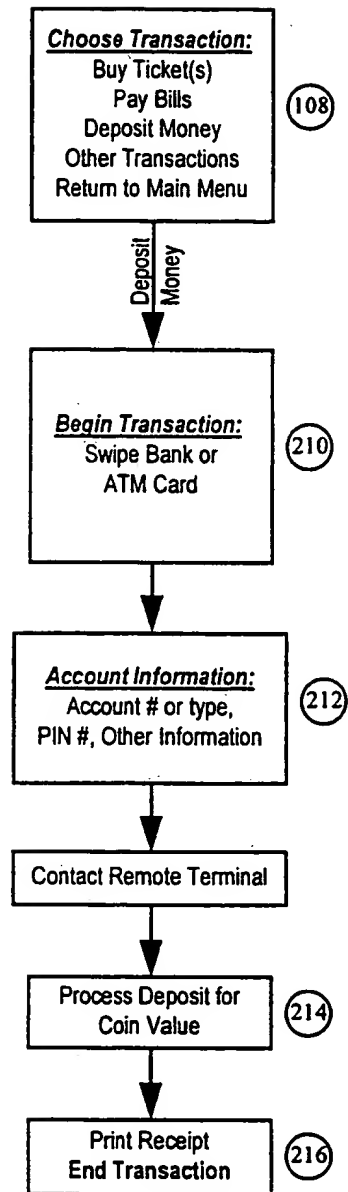 Choose Transaction:
Buy Ticket(s)
Pay Bills
Deposit Money
Other Transactions
Return to Main Menu
108
Deposit
Money
Begin Transaction:
Swipe Bank or
ATM Card
210
Account Information:
Account # or type,
PIN #, Other Information
212
Contact Remote Terminal
Process Deposit for
Coin Value
214
Print Receipt
End Transaction
216